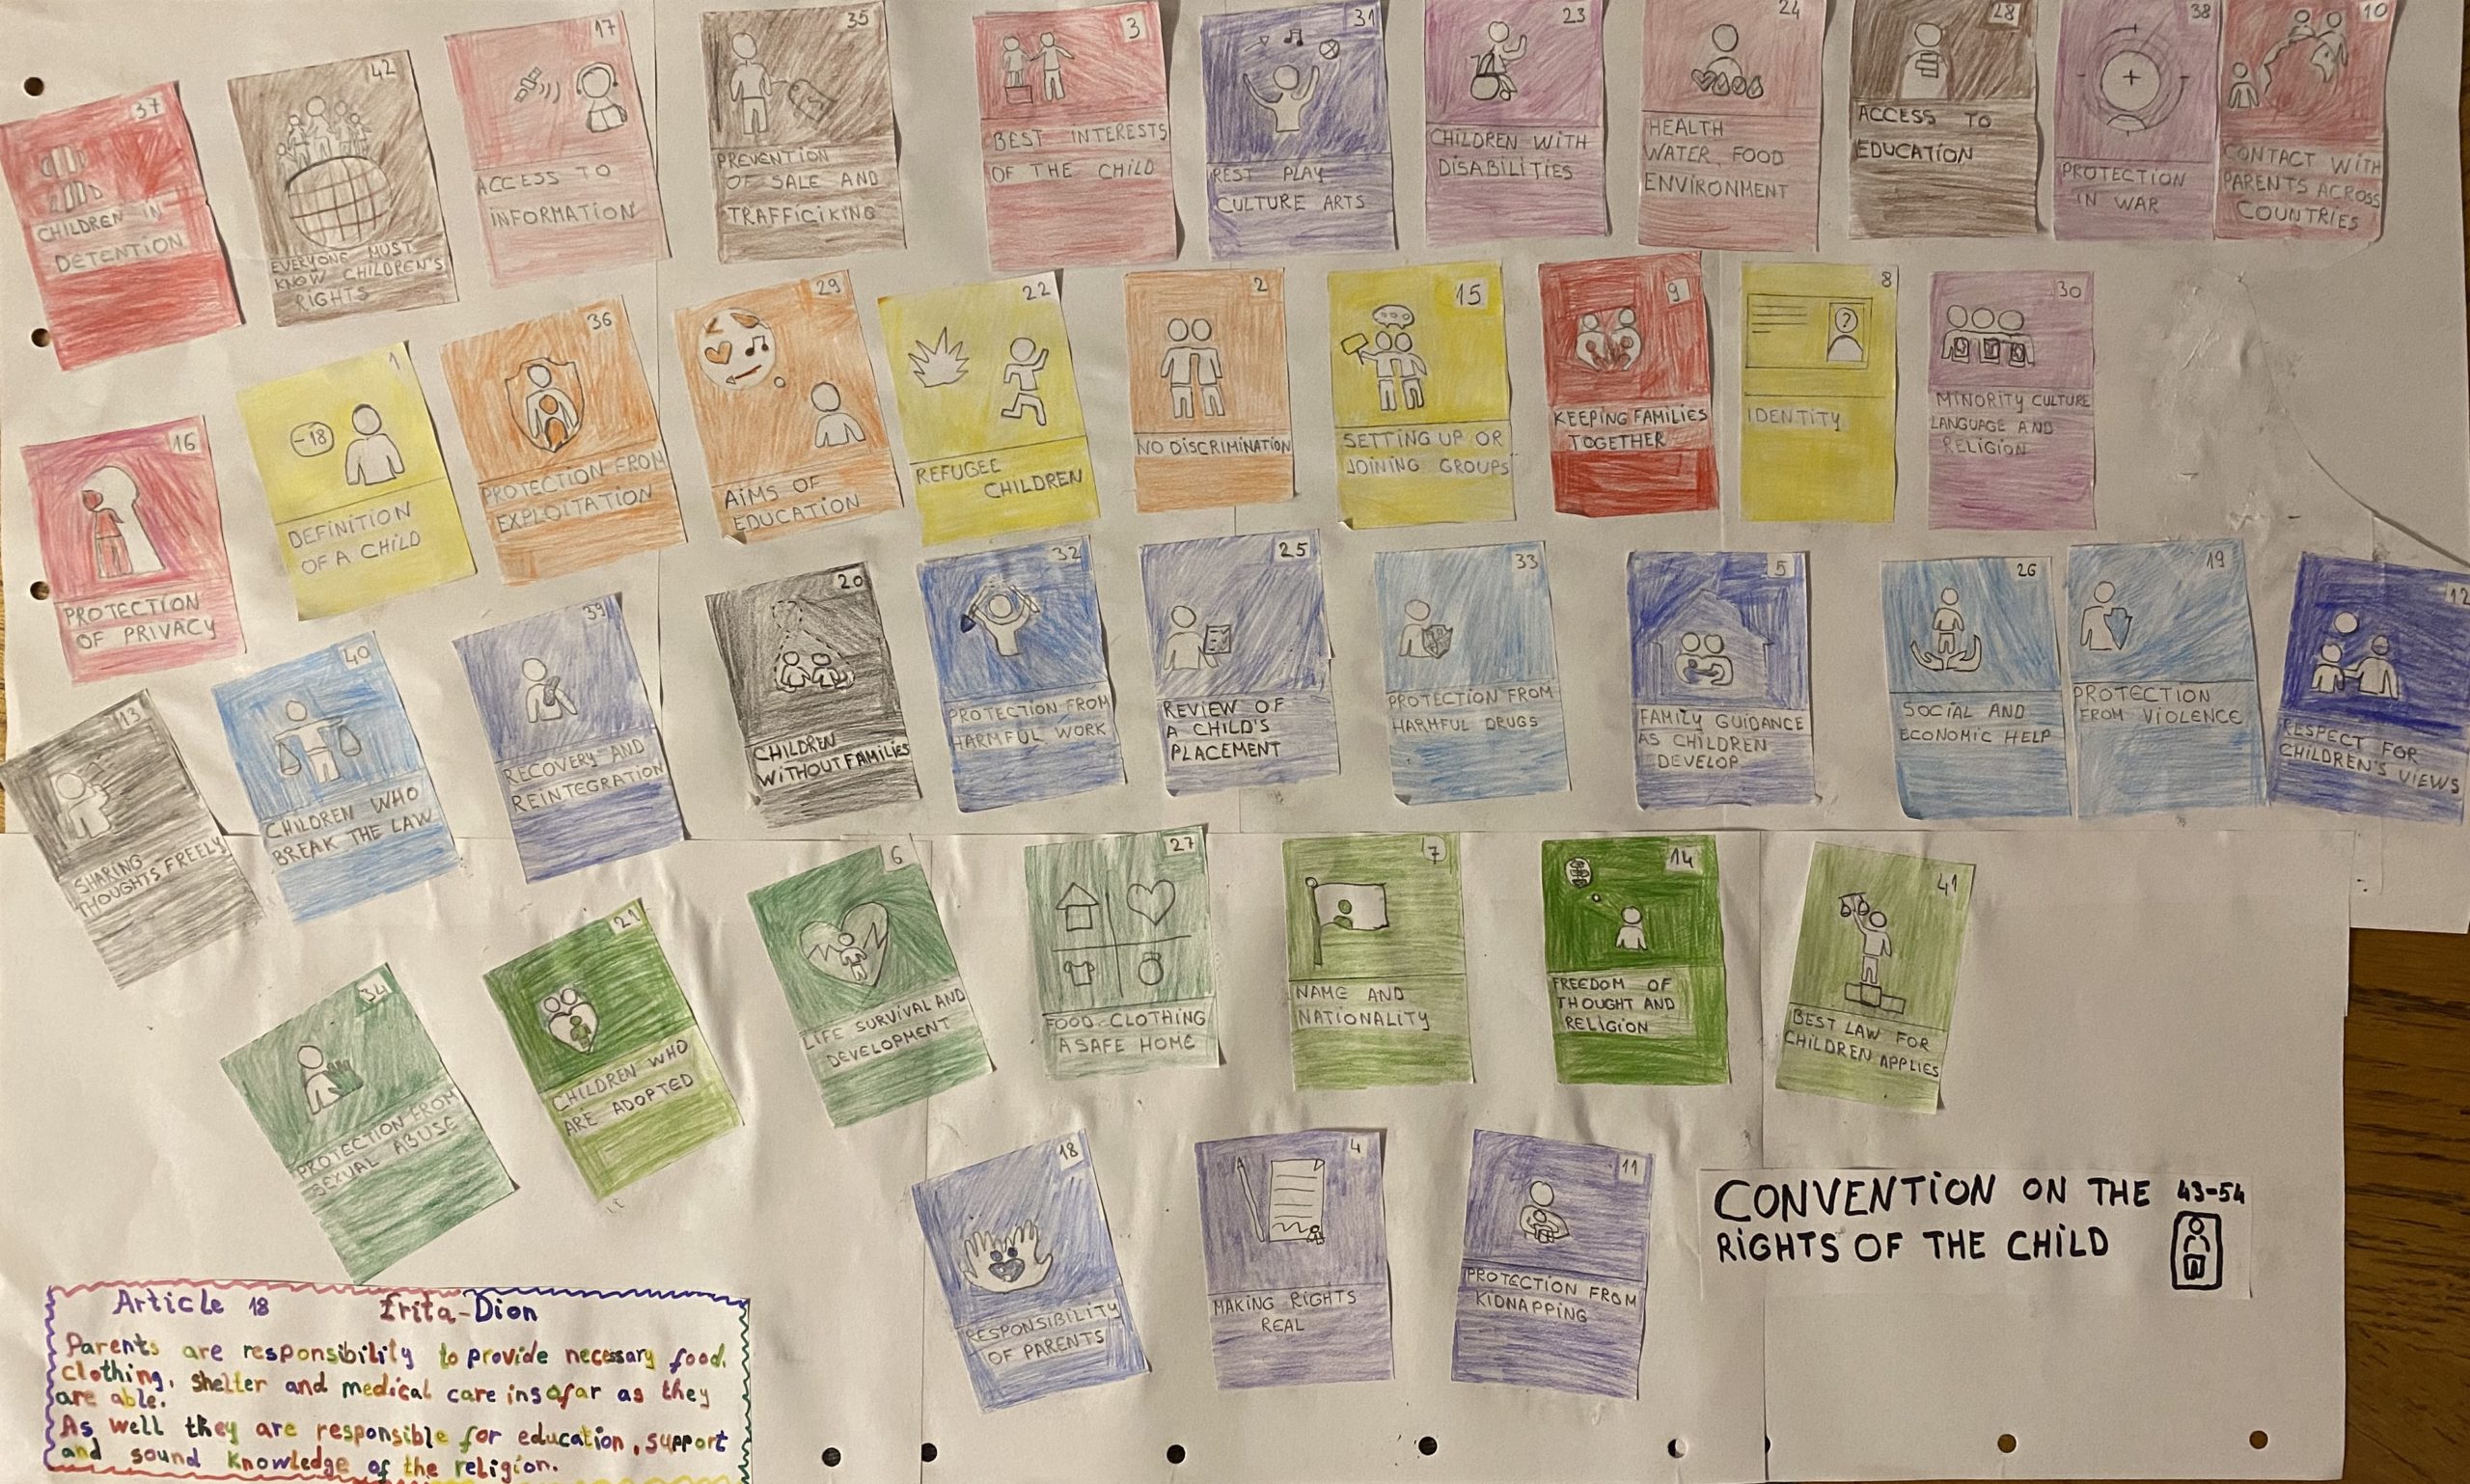 37
CHILDREN IN
DETENTION
42
EVERYONE MUST
KNOW CHILDREN'S
RIGHTS
17
ACCESS TO
INFORMATION
35
PREVENTION
OF SALE AND
TRAFFICIKING
3
BEST INTERESTS
OF THE CHILD
31
REST PLAY
CULTURE ARTS
23
CHILDREN WITH
DISABILITIES
24
HEALTH
WATER, FOOD
ENVIRONMENT
28
ACCESS TO
EDUCATION
38
PROTECTION
IN WAR
10
CONTACT WITH
PARENTS ACROSS
COUNTRIES
16
PROTECTION
OF PRIVACY
1
-18
DEFINITION
OF A CHILD
36
PROTECTION FROM
EXPLOITATION
29
AIMS OF
EDUCATION
22
REFUGEE
CHILDREN
2
NO DISCRIMINATION
15
SETTING UP OR
JOINING GROUPS
9
KEEPING FAMILIES
TOGETHER
8
?
IDENTITY
30
MINORITY CULTURE
LANGUAGE AND
RELIGION
13
SHARING
THOUGHTS FREELY
40
CHILDREN WHO
BREAK THE LAW
39
RECOVERY AND
REINTEGRATION
20
CHILDREN
WITHOUT FAMILIES
32
PROTECTION FROM
HARMFUL WORK
25
REVIEW OF
A CHILD'S
PLACEMENT
33
PROTECTION FROM
HARMFUL DRUGS
5
FAMILY GUIDANCE
AS CHILDREN
DEVELOP
26
SOCIAL AND
ECONOMIC HELP
19
PROTECTION
FROM VIOLENCE
12
RESPECT FOR
CHILDREN'S VIEWS
34
PROTECTION FROM
SEXUAL ABUSE
21
CHILDREN WHO
ARE ADOPTED
6
LIFE SURVIVAL AND
DEVELOPMENT
27
FOOD CLOTHING
A SAFE HOME
7
NAME AND
NATIONALITY
14
FREEDOM OF
THOUGHT AND
RELIGION
41
BEST LAW FOR
CHILDREN APPLIES
18
RESPONSIBILITY
OF PARENTS
4
MAKING RIGHTS
REAL
11
PROTECTION FROM
KIDNAPPING
CONVENTION ON THE 43-54
RIGHTS OF THE CHILD
Article 18 frita-Dion
Parents are responsibility to provide necessary food,
clothing, shelter and medical care insofar as they
are able.
As well they are responsible for education, support
and sound knowledge of the religion.